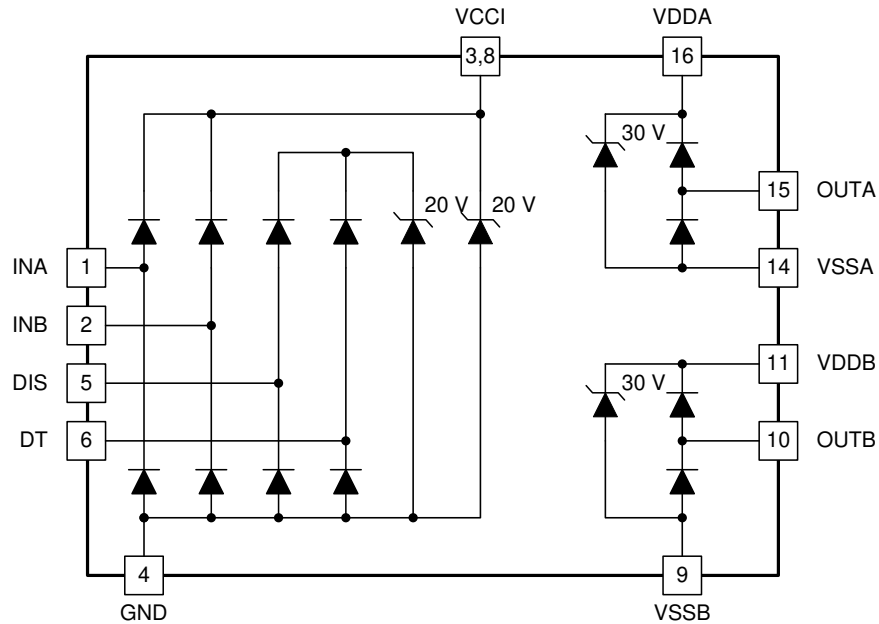 VCCI VDDA
3,8 16
30 V
15 OUTA
20 V 20 V
INA 1 14 VSSA
INB 2
11 VDDB
DIS 5 30 V
DT 6 10 OUTB
4 9
GND VSSB